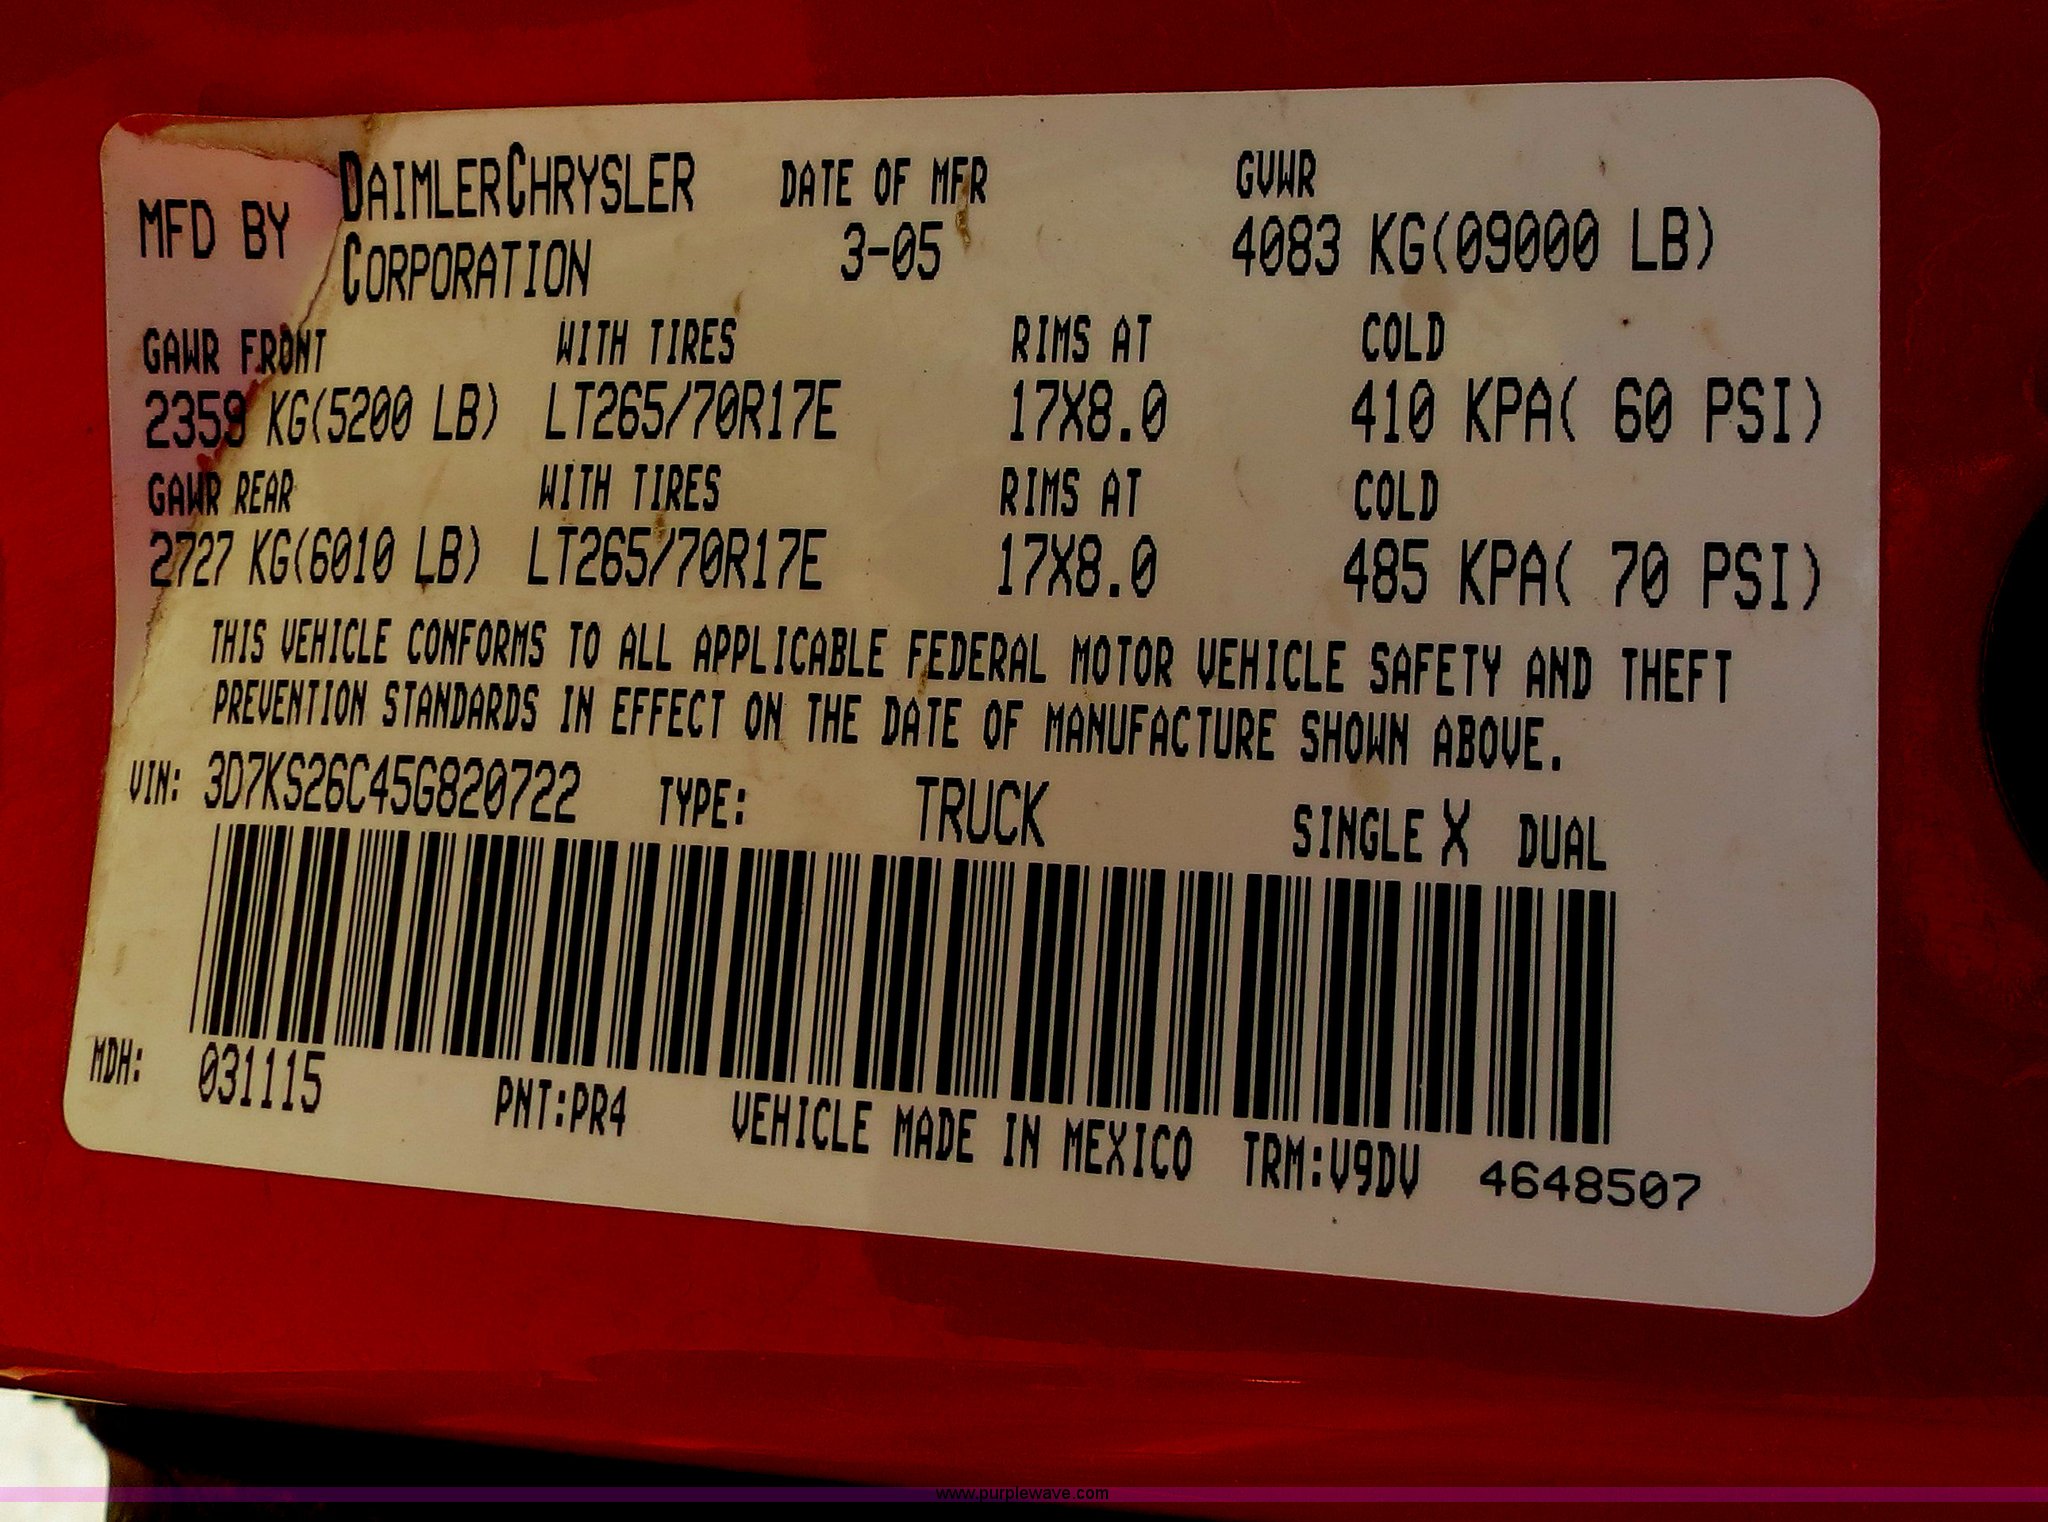 MFD BY DAIMLERCHRYSLER CORPORATION
DATE OF MFR
3-05
GVWR
4083 KG(09000 LB)
GAWR FRONT WITH TIRES RIMS AT COLD
2359 KG(5200 LB) LT265/70R17E 17X8.0 410 KPA( 60 PSI)
GAWR REAR WITH TIRES RIMS AT COLD
2727 KG(6010 LB) LT265/70R17E 17X8.0 485 KPA( 70 PSI)
THIS VEHICLE CONFORMS TO ALL APPLICABLE FEDERAL MOTOR VEHICLE SAFETY AND THEFT
PREVENTION STANDARDS IN EFFECT ON THE DATE OF MANUFACTURE SHOWN ABOVE.
VIN: 3D7KS26C45G820722 TYPE: TRUCK SINGLE X DUAL
MDH: 031115 PNT:PR4 VEHICLE MADE IN MEXICO TRM:V9DV 4648507
www.purplewave.com